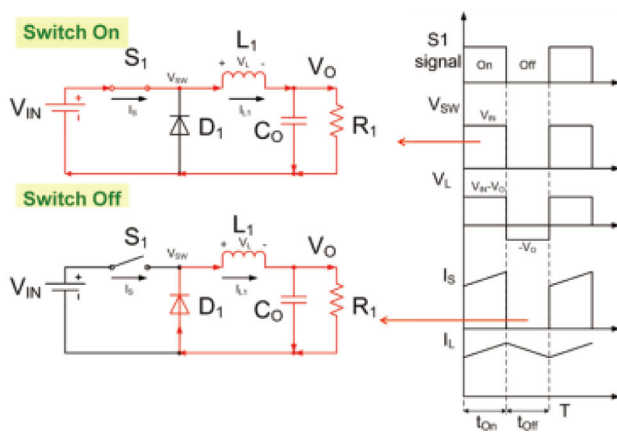 Switch On
S1
VIN
+
-
IS
VSW
D1
L1
+ VL -
IL1
VO
CO
R1
Switch Off
S1
VIN
+
-
IS
VSW
D1
L1
+ VL -
IL1
VO
CO
R1
S1 signal
On Off
VSW
VIN
VL
VIN-VO
-VO
IS
IL
tOn tOff T